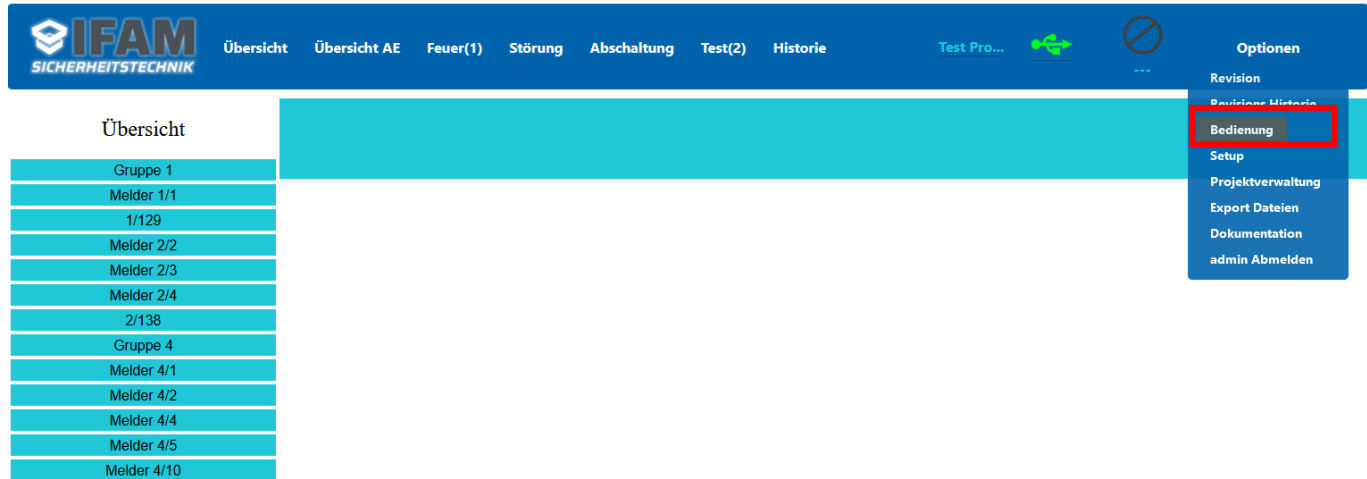 IFAM
SICHERHEITSTECHNIK
Übersicht Übersicht AE Feuer(1) Störung Abschaltung Test(2) Historie Test Pro... --- Optionen
Revision
Revisions Historie
Bedienung
Setup
Projektverwaltung
Export Dateien
Dokumentation
admin Abmelden
Übersicht
Gruppe 1
Melder 1/1
1/129
Melder 2/2
Melder 2/3
Melder 2/4
2/138
Gruppe 4
Melder 4/1
Melder 4/2
Melder 4/4
Melder 4/5
Melder 4/10